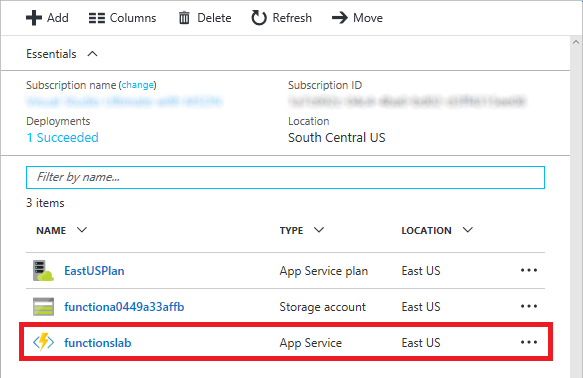 Add Columns Delete Refresh Move
Essentials
Subscription name (change) Subscription ID
Deployments Location
1 Succeeded South Central US
Filter by name...
3 items
NAME TYPE LOCATION
EastUSPlan App Service plan East US
functiona0449a33affb Storage account East US
functionslab App Service East US